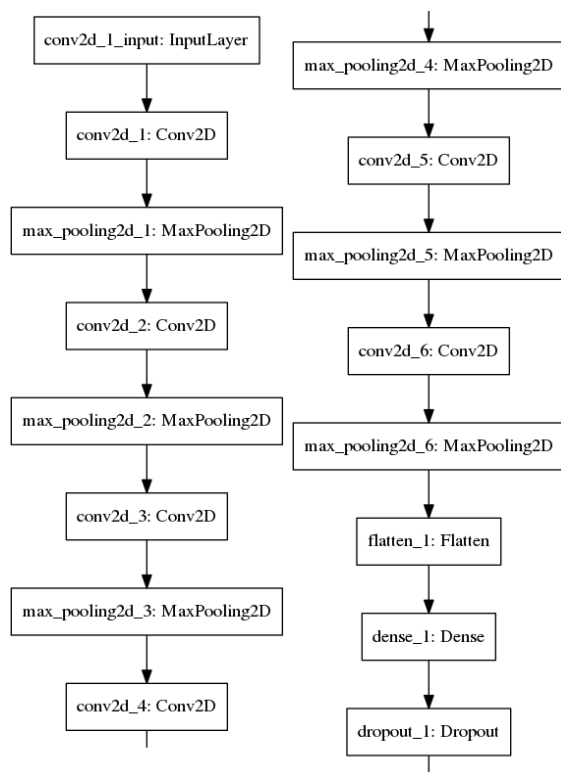 conv2d_1_input: InputLayer
conv2d_1: Conv2D
max_pooling2d_1: MaxPooling2D
conv2d_2: Conv2D
max_pooling2d_2: MaxPooling2D
conv2d_3: Conv2D
max_pooling2d_3: MaxPooling2D
conv2d_4: Conv2D
max_pooling2d_4: MaxPooling2D
conv2d_5: Conv2D
max_pooling2d_5: MaxPooling2D
conv2d_6: Conv2D
max_pooling2d_6: MaxPooling2D
flatten_1: Flatten
dense_1: Dense
dropout_1: Dropout